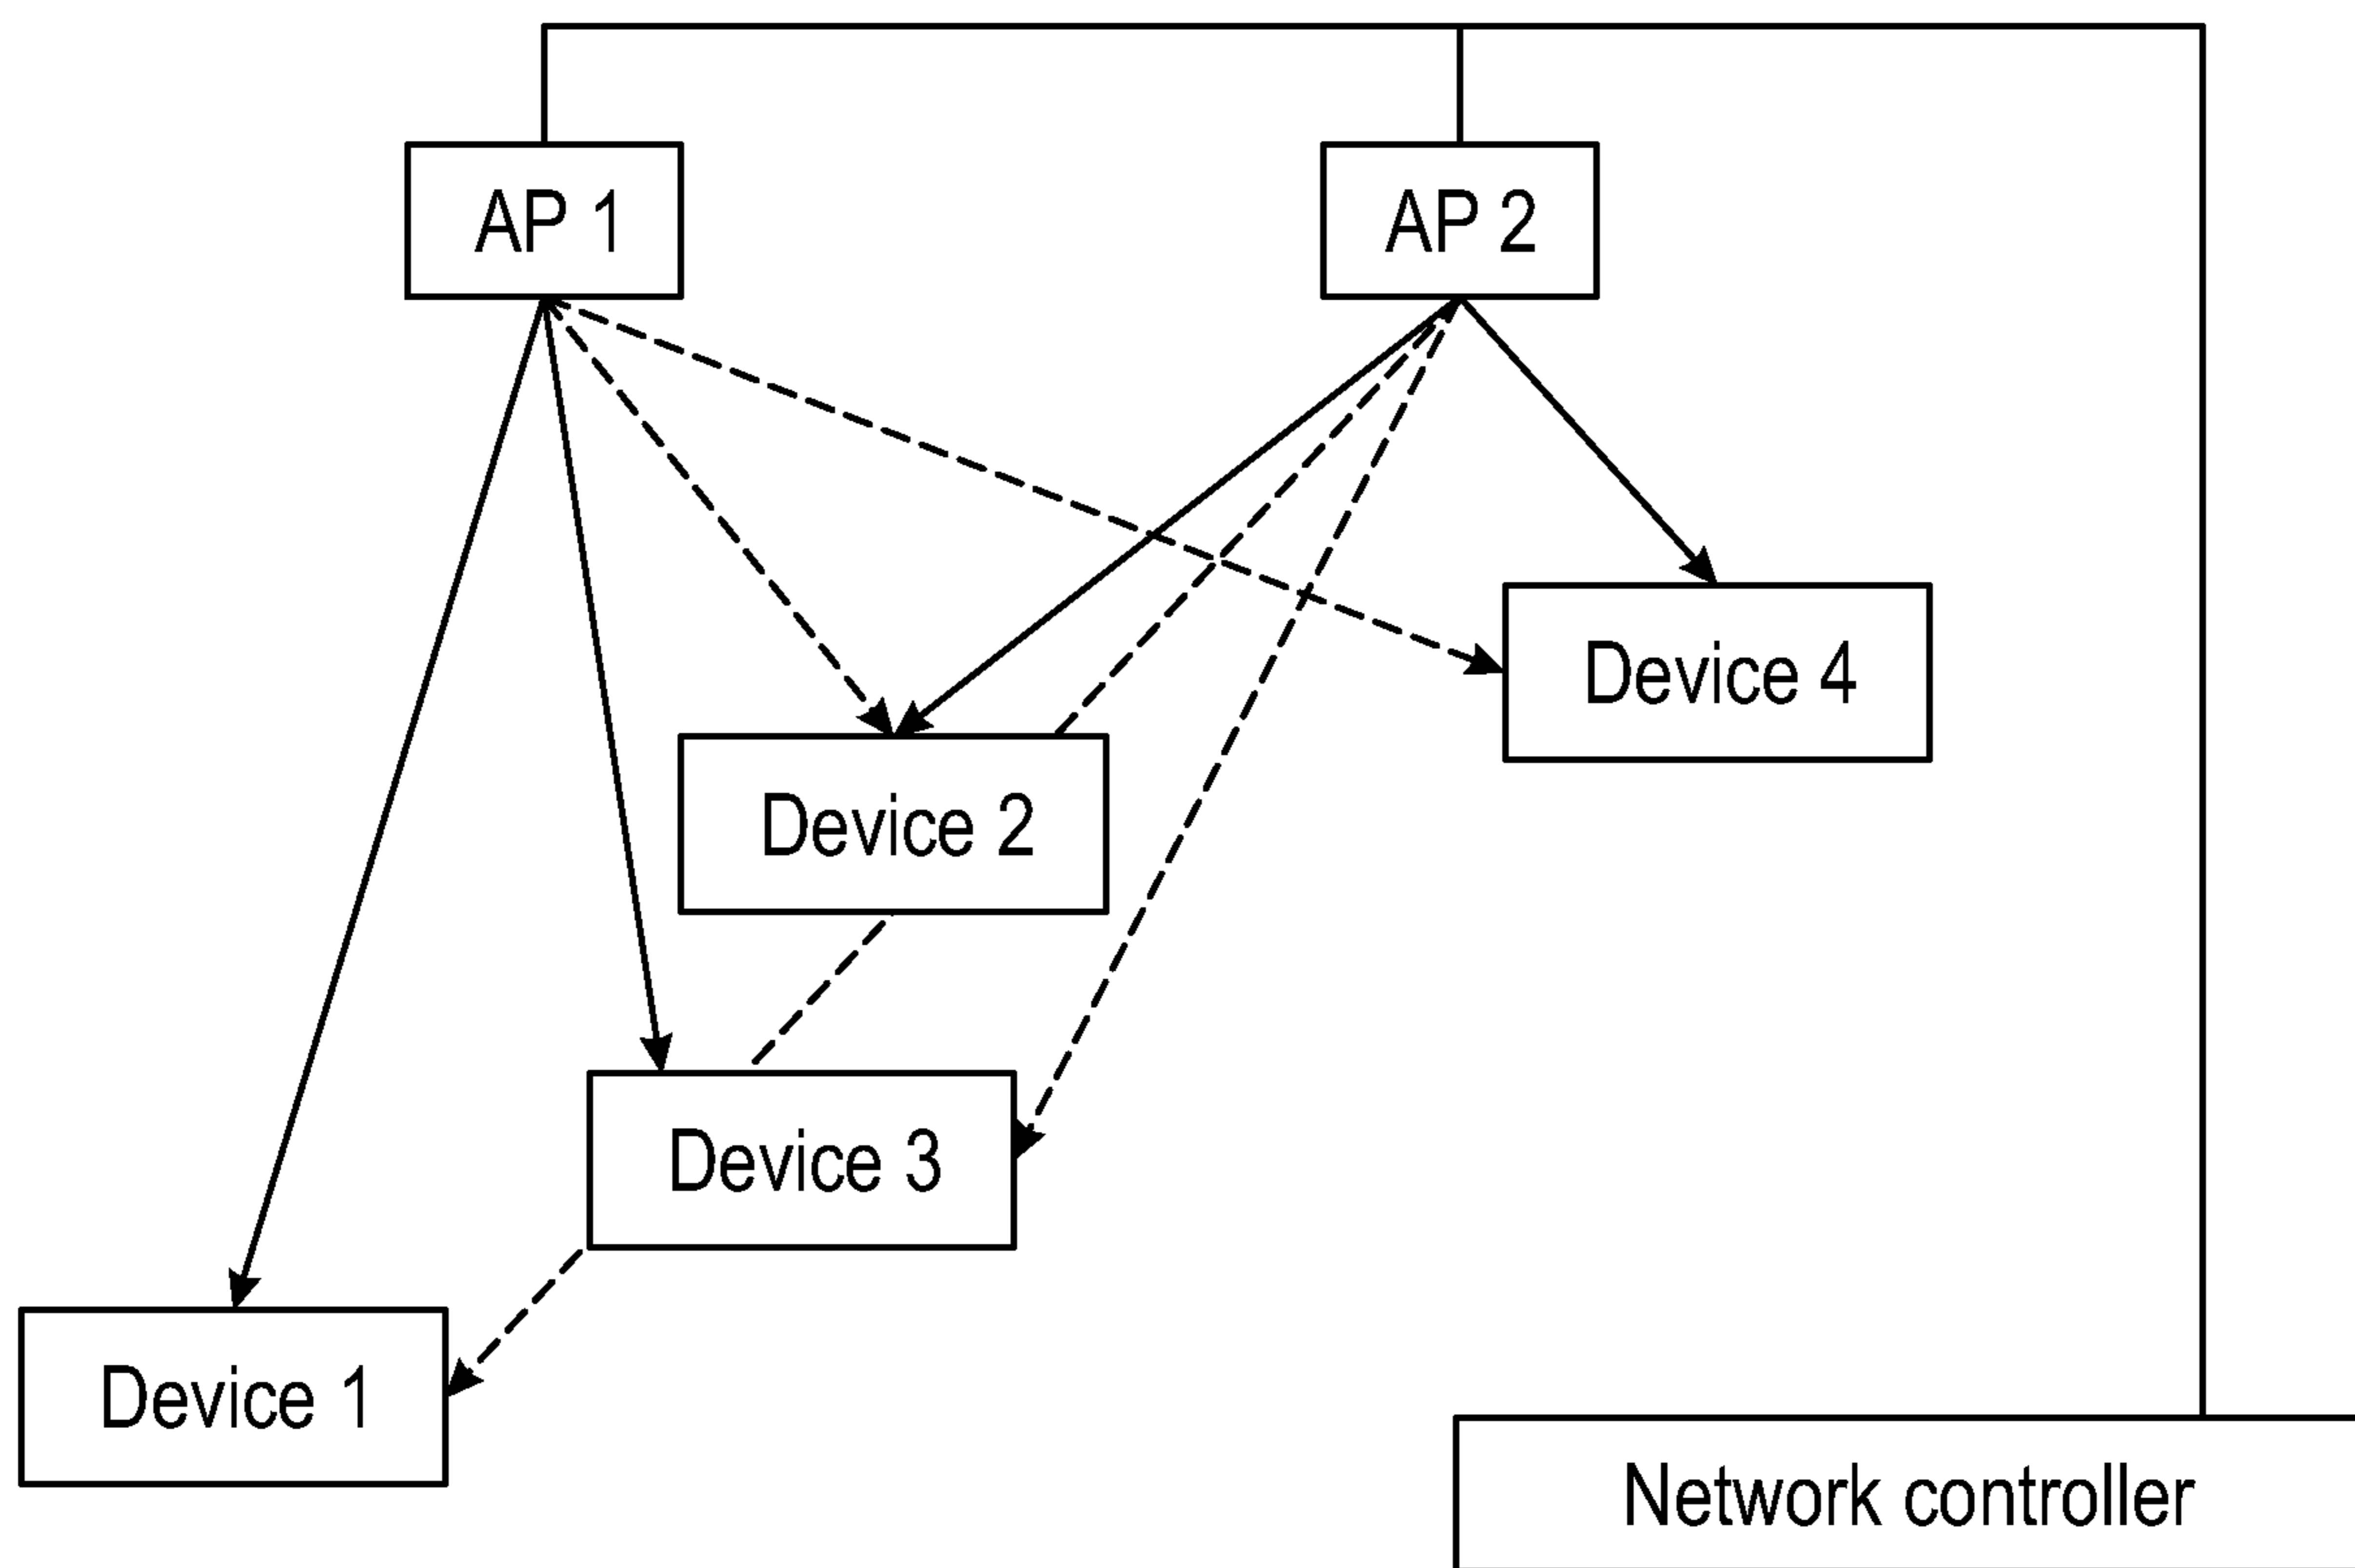 AP 1
AP 2
Device 4
Device 2
Device 3
Device 1
Network controller